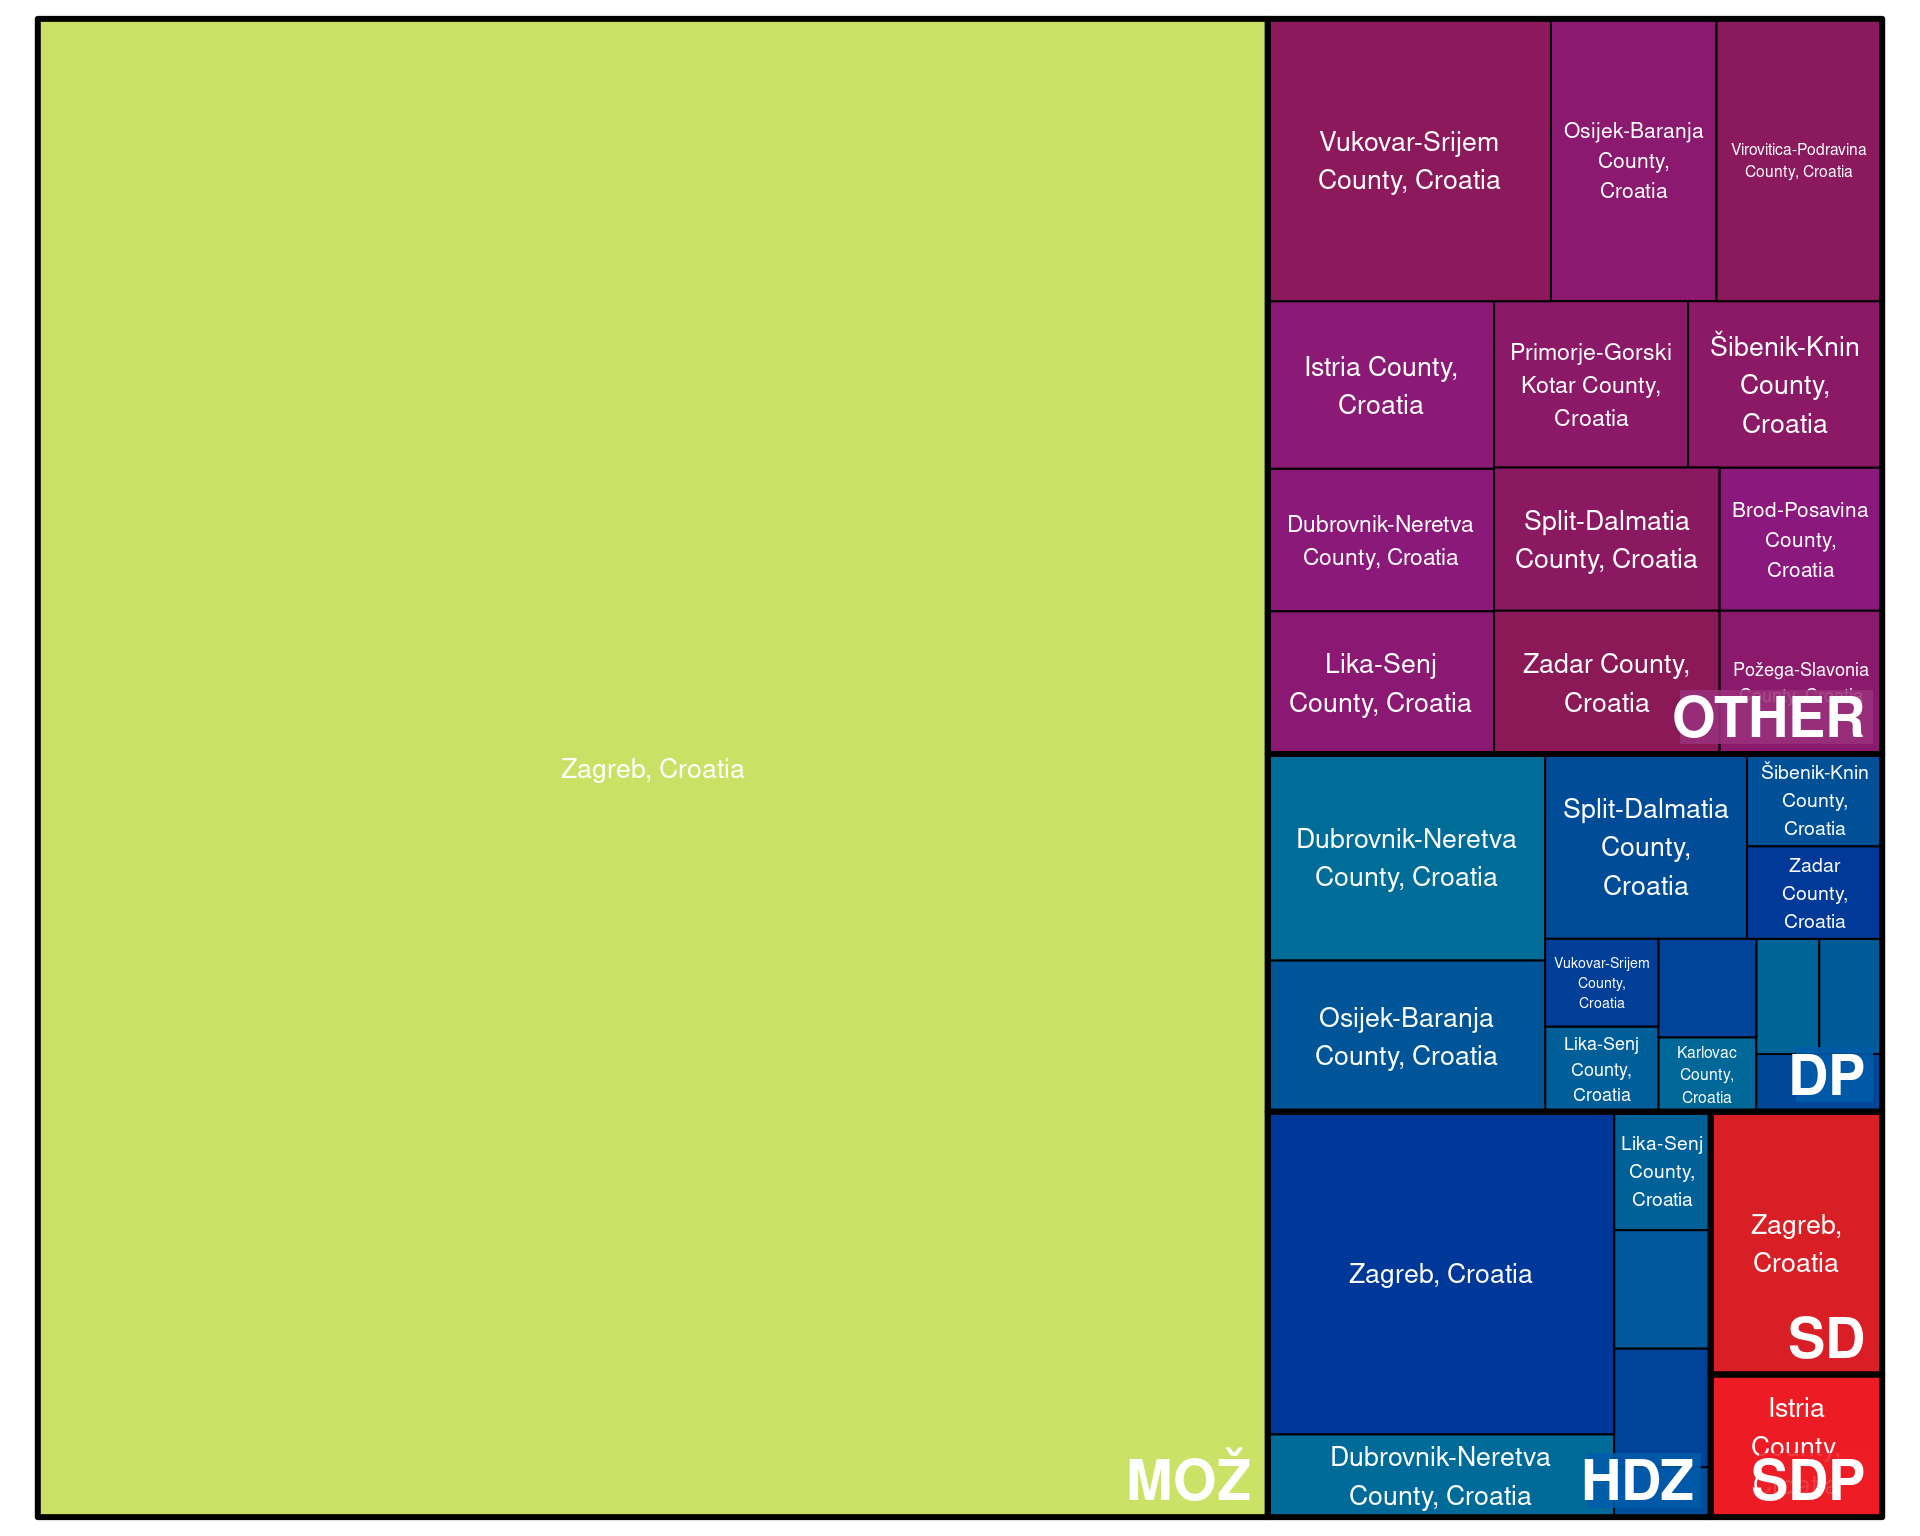 Zagreb, Croatia
MOŽ
Vukovar-Srijem
County, Croatia
Osijek-Baranja
County,
Croatia
Virovitica-Podravina
County, Croatia
Istria County,
Croatia
Primorje-Gorski
Kotar County,
Croatia
Šibenik-Knin
County,
Croatia
Dubrovnik-Neretva
County, Croatia
Split-Dalmatia
County, Croatia
Brod-Posavina
County,
Croatia
Lika-Senj
County, Croatia
Zadar County,
Croatia
Požega-Slavonia
County, Croatia
OTHER
Dubrovnik-Neretva
County, Croatia
Split-Dalmatia
County,
Croatia
Šibenik-Knin
County,
Croatia
Zadar
County,
Croatia
Osijek-Baranja
County, Croatia
Vukovar-Srijem
County,
Croatia
Lika-Senj
County,
Croatia
Karlovac
County,
Croatia
DP
Zagreb, Croatia
Lika-Senj
County,
Croatia
Dubrovnik-Neretva
County, Croatia
HDZ
Zagreb,
Croatia
SD
Istria
County,
SDP